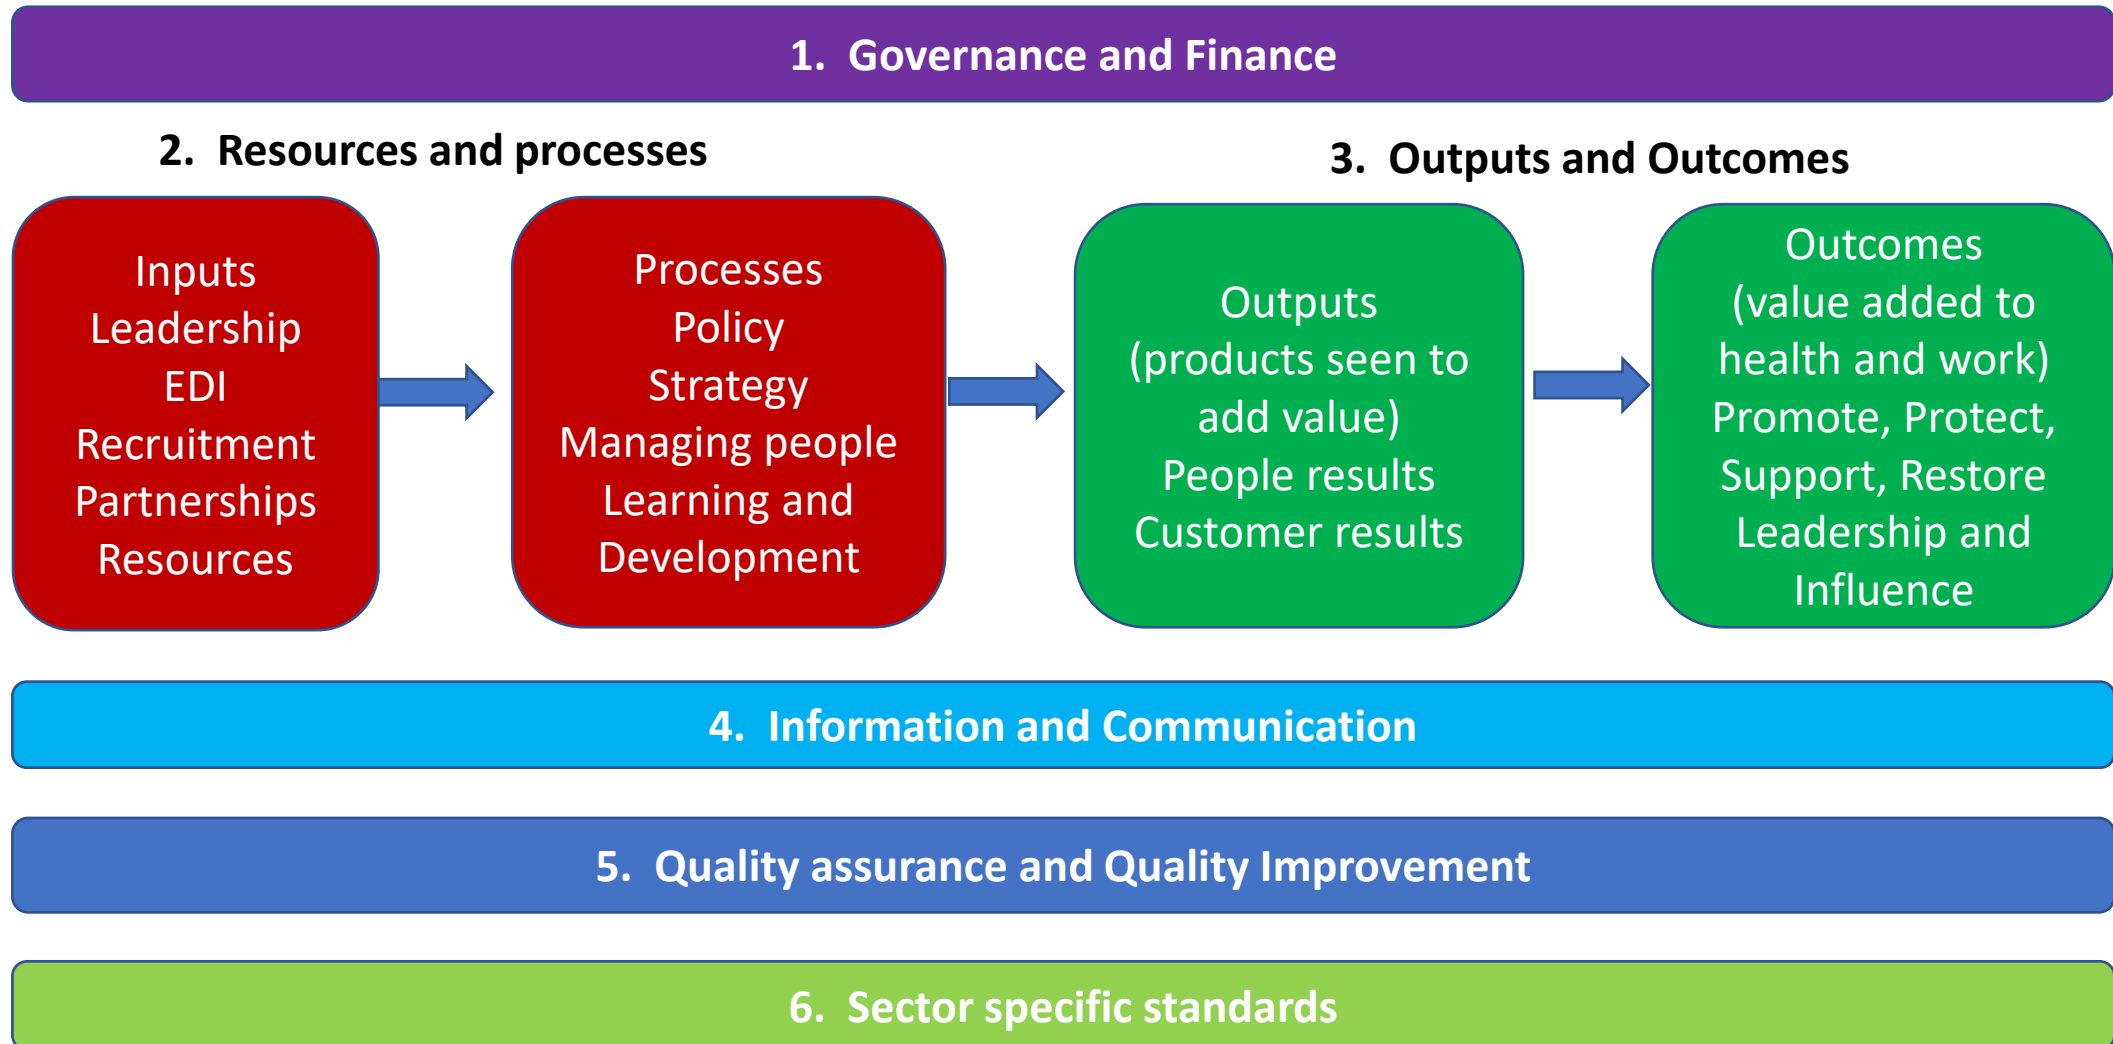 1. Governance and Finance
2. Resources and processes
3. Outputs and Outcomes
Inputs
Leadership
EDI
Recruitment
Partnerships
Resources
Processes
Policy
Strategy
Managing people
Learning and
Development
Outputs
(products seen to
add value)
People results
Customer results
Outcomes
(value added to
health and work)
Promote, Protect,
Support, Restore
Leadership and
Influence
4. Information and Communication
5. Quality assurance and Quality Improvement
6. Sector specific standards